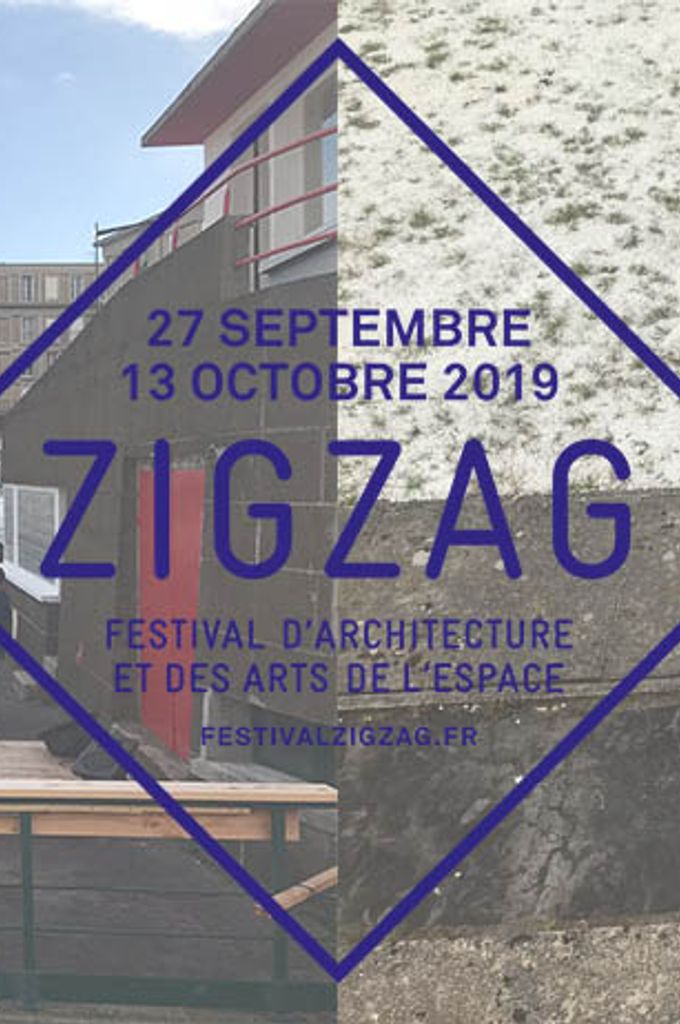 27 SEPTEMBRE
13 OCTOBRE 2019
ZIGZAG
FESTIVAL D'ARCHITECTURE
ET DES ARTS DE L'ESPACE
FESTIVALZIGZAG.FR